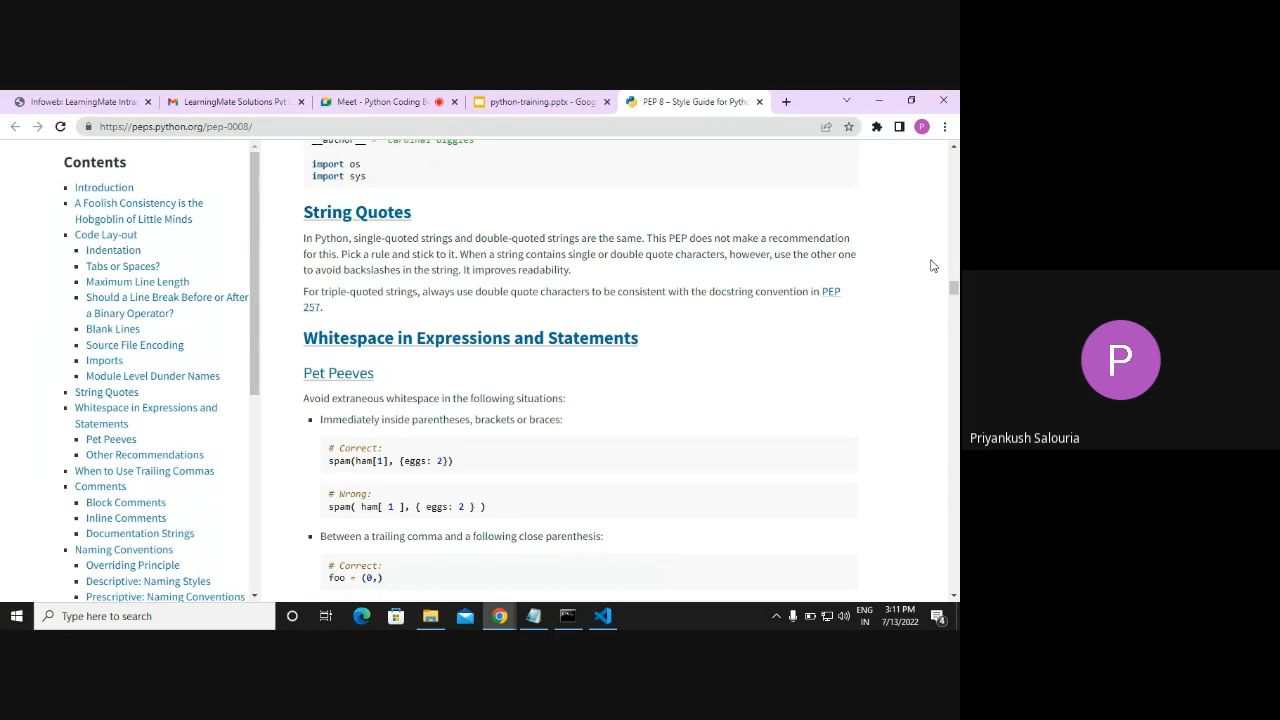 Infoweb: LearningMate Intra
LearningMate Solutions Pvt L
Meet - Python Coding B
python-training.pptx - Goog
PEP 8 – Style Guide for Pyth
https://peps.python.org/pep-0008/
P
Contents
Introduction
A Foolish Consistency is the
Hobgoblin of Little Minds
Code Lay-out
Indentation
Tabs or Spaces?
Maximum Line Length
Should a Line Break Before or After
a Binary Operator?
Blank Lines
Source File Encoding
Imports
Module Level Dunder Names
String Quotes
Whitespace in Expressions and
Statements
Pet Peeves
Other Recommendations
When to Use Trailing Commas
Comments
Block Comments
Inline Comments
Documentation Strings
Naming Conventions
Overriding Principle
Descriptive: Naming Styles
Prescriptive: Naming Conventions
__author__ = 'Cardinal Biggles'
import os
import sys
String Quotes
In Python, single-quoted strings and double-quoted strings are the same. This PEP does not make a recommendation
for this. Pick a rule and stick to it. When a string contains single or double quote characters, however, use the other one
to avoid backslashes in the string. It improves readability.
For triple-quoted strings, always use double quote characters to be consistent with the docstring convention in PEP
257.
Whitespace in Expressions and Statements
Pet Peeves
Avoid extraneous whitespace in the following situations:
Immediately inside parentheses, brackets or braces:
# Correct:
spam(ham[1], {eggs: 2})
# Wrong:
spam( ham[ 1 ], { eggs: 2 } )
Between a trailing comma and a following close parenthesis:
# Correct:
foo = (0,)
P
Priyankush Salouria
Type here to search
ENG
IN
3:11 PM
7/13/2022
4